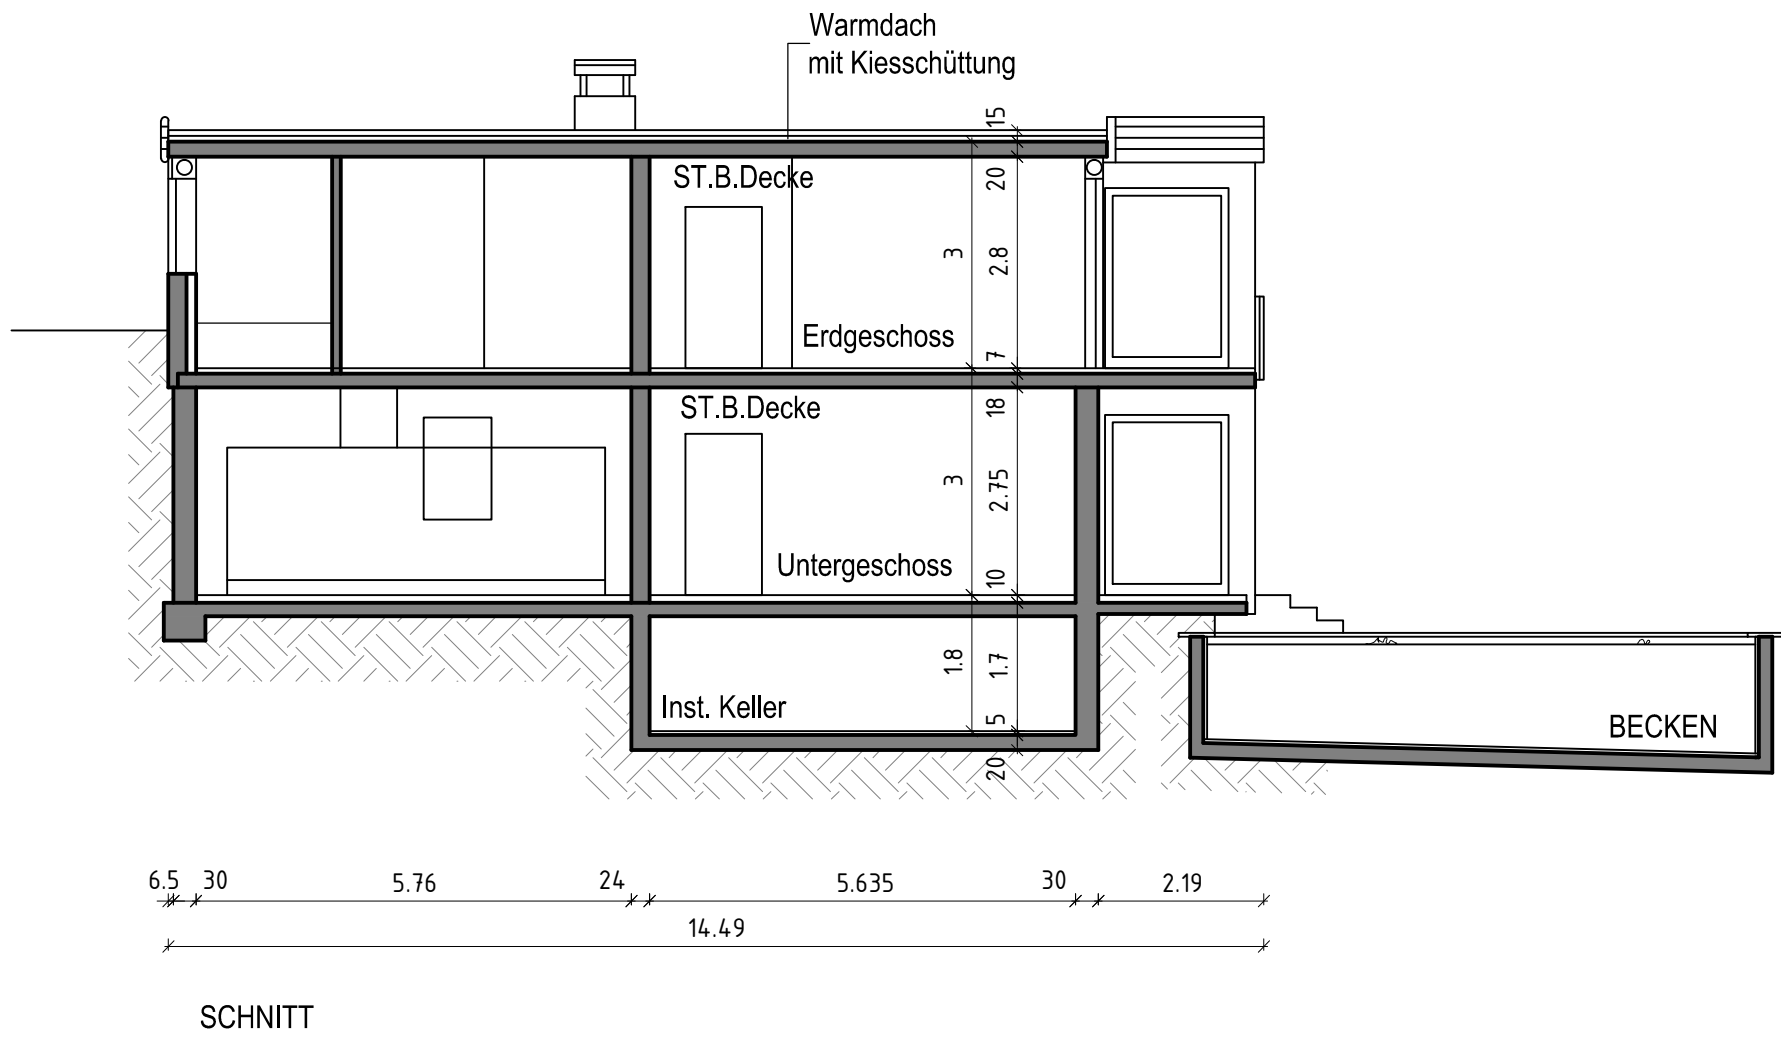 Warmdach
mit Kiesschüttung
15
ST.B.Decke
20
3
2.8
Erdgeschoss
7
ST.B.Decke
18
3
2.75
Untergeschoss
10
1.8
1.7
Inst. Keller
5
BECKEN
20
6.5 30 5.76 24 5.635 30 2.19
14.49
SCHNITT